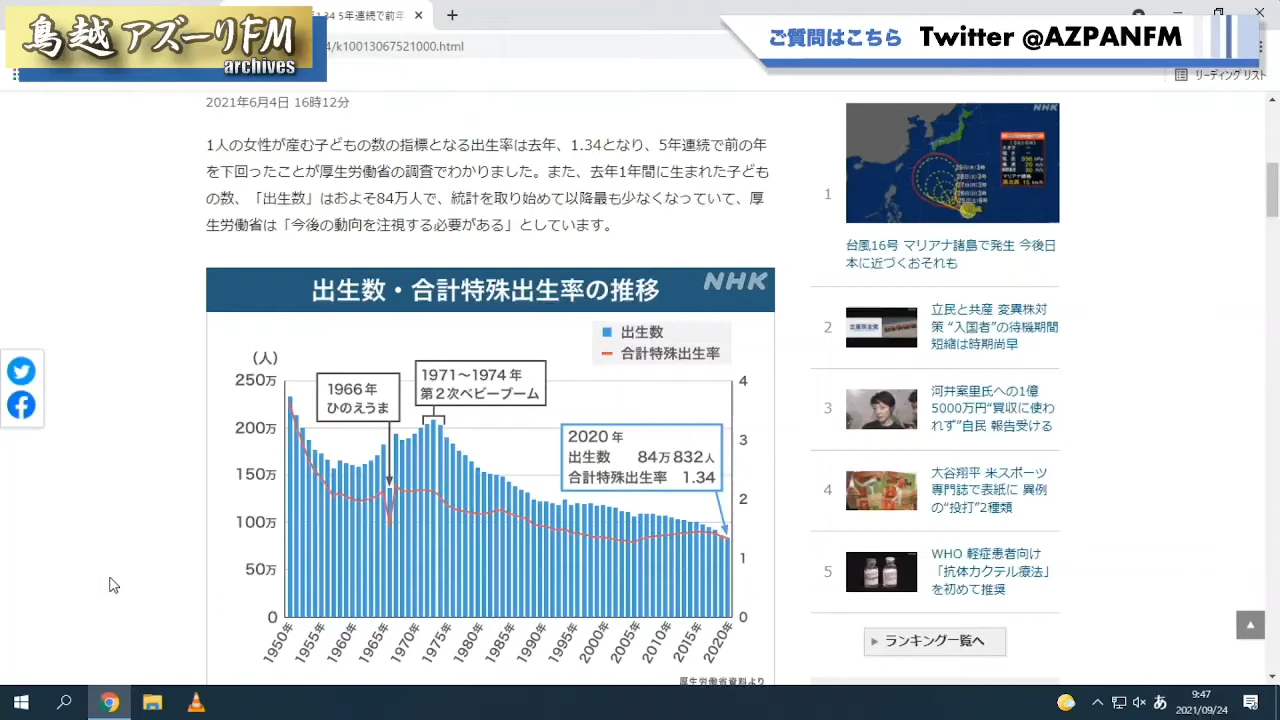 鳥越 アズーリFM
archives
1.34 5年連続で前年
ご質問はこちら Twitter @AZPANFM
4/k10013067521000.html
リーディング リスト
2021年6月4日 16時12分
1人の女性が産む子どもの数の指標となる出生率は去年、1.34となり、5年連続で前の年
を下回ったことが厚生労働省の調査でわかりました。また、去年1年間に生まれた子ども
の数、「出生数」はおよそ84万人で、統計を取り始めて以降最も少なくなっていて、厚
生労働省は「今後の動向を注視する必要がある」としています。
出生数・合計特殊出生率の推移
NHK
出生数
合計特殊出生率
(人)
250万
200万
150万
100万
50万
0
4
3
2
1
0
1966年
ひのえうま
1971〜1974年
第2次ベビーブーム
2020年
出生数 84万832人
合計特殊出生率 1.34
1950年
1955年
1960年
1965年
1970年
1975年
1980年
1985年
1990年
1995年
2000年
2005年
2010年
2015年
2020年
厚生労働省資料より
NHK
1
台風16号 マリアナ諸島で発生 今後日
本に近づくおそれも
2
立民と共産 変異株対
策 “入国者”の待機期間
短縮は時期尚早
3
河井案里氏への1億
5000万円“買収に使わ
れず”自民 報告受ける
4
大谷翔平 米スポーツ
専門誌で表紙に 異例
の“投打”2種類
5
WHO 軽症患者向け
「抗体カクテル療法」
を初めて推奨
ランキング一覧へ
あ
9:47
2021/09/24